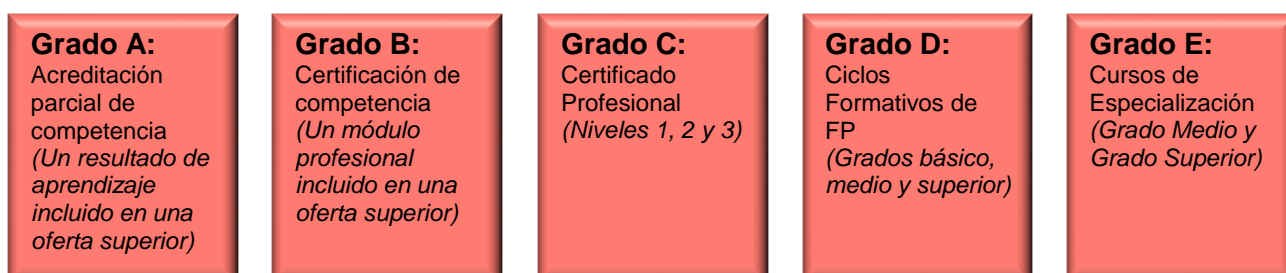 Grado A:
Acreditación
parcial de
competencia
(Un resultado de
aprendizaje
incluido en una
oferta superior)
Grado B:
Certificación de
competencia
(Un módulo
profesional
incluido en una
oferta superior)
Grado C:
Certificado
Profesional
(Niveles 1, 2 y 3)
Grado D:
Ciclos
Formativos de
FP
(Grados básico,
medio y superior)
Grado E:
Cursos de
Especialización
(Grado Medio y
Grado Superior)